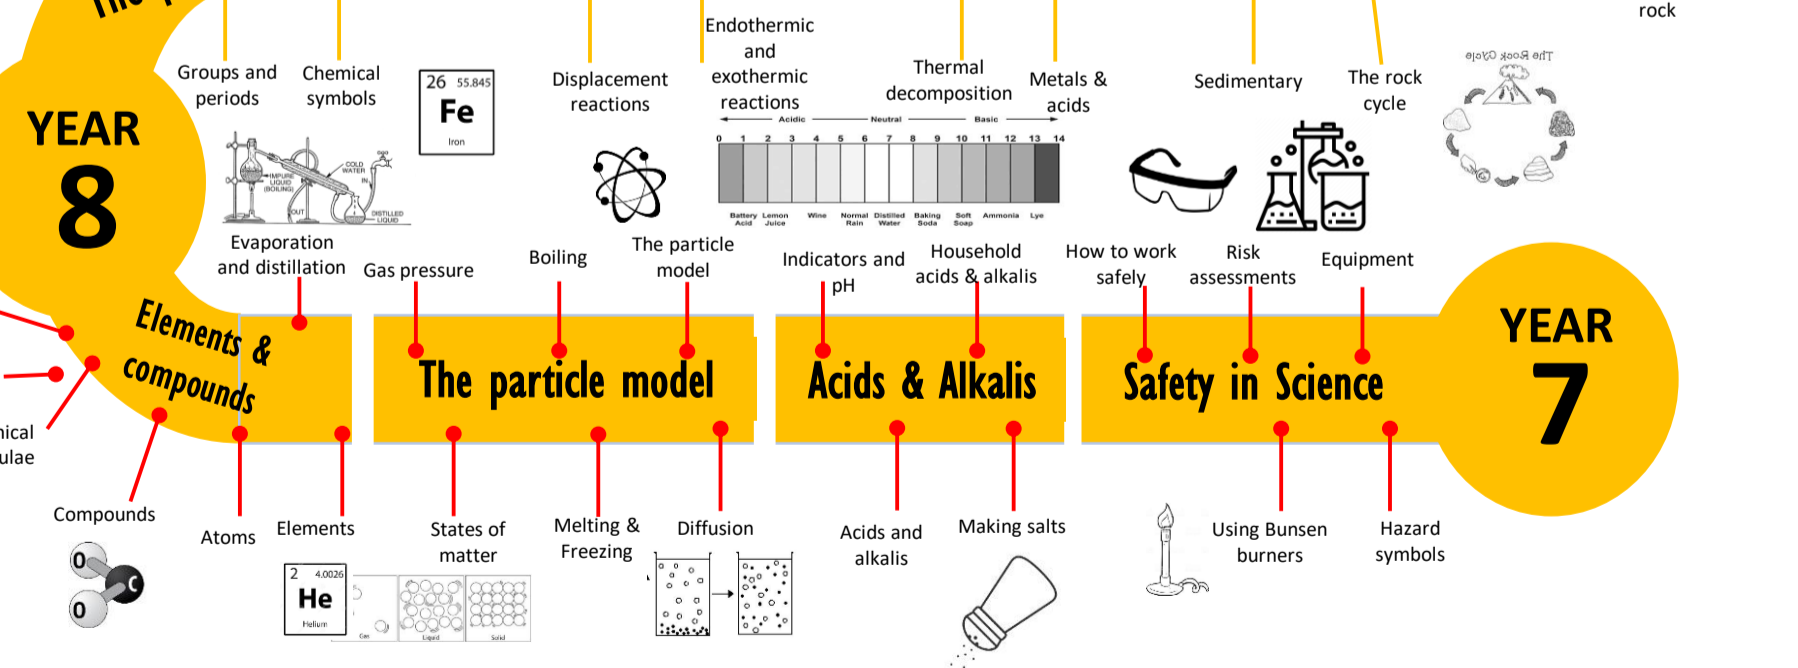 rock
Groups and
periods
Chemical
symbols
26 55.845
Fe
Iron
Displacement
reactions
Endothermic
and
exothermic
reactions
Thermal
decomposition
Metals &
acids
Sedimentary
The rock
cycle
The Rock Cycle
YEAR
8
IMPURE
LIQUID
(BOILING)
COLD
WATER
IN
OUT
DISTILLED
LIQUID
Acidic Neutral Basic
0 1 2 3 4 5 6 7 8 9 10 11 12 13 14
Battery
Acid
Lemon
Juice
Wine
Normal
Rain
Distilled
Water
Baking
Soda
Soft
Soap
Ammonia
Lye
Evaporation
and distillation
Gas pressure
Boiling
The particle
model
Indicators and
pH
Household
acids & alkalis
How to work
safely
Risk
assessments
Equipment
Elements &
compounds
The particle model
Acids & Alkalis
Safety in Science
YEAR
7
Compounds
Atoms
Elements
States of
matter
Melting &
Freezing
Diffusion
Acids and
alkalis
Making salts
Using Bunsen
burners
Hazard
symbols
O
C
O
2 4.0026
He
Helium
Gas
Liquid
Solid